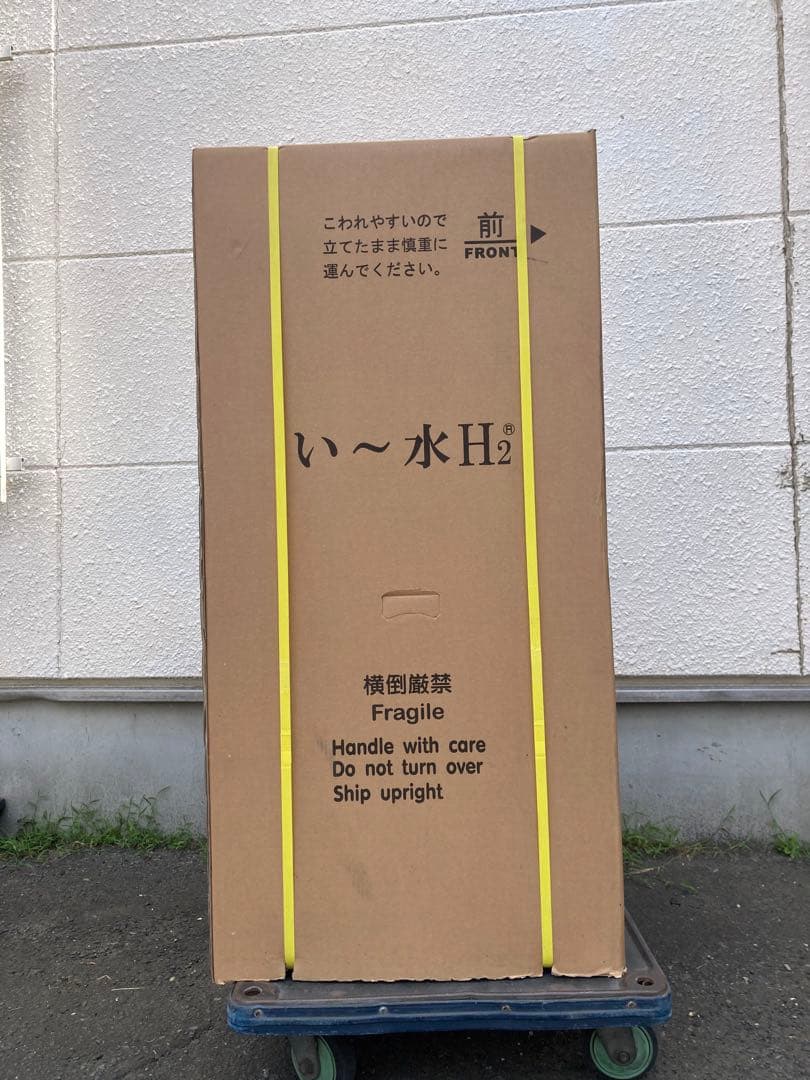 こわれやすいので
立てたまま慎重に
運んでください。
前
FRONT
い～水H₂®
横倒厳禁
Fragile
Handle with care
Do not turn over
Ship upright